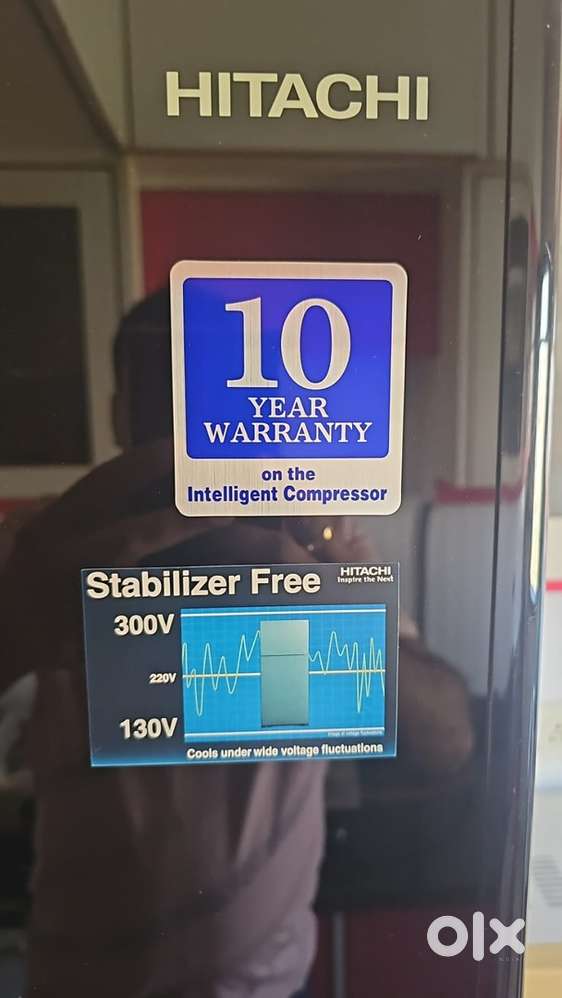 HITACHI
10
YEAR
WARRANTY
on the
Intelligent Compressor
Stabilizer Free
HITACHI
Inspire the Next
300V
220V
130V
Cools under wide voltage fluctuations
olx